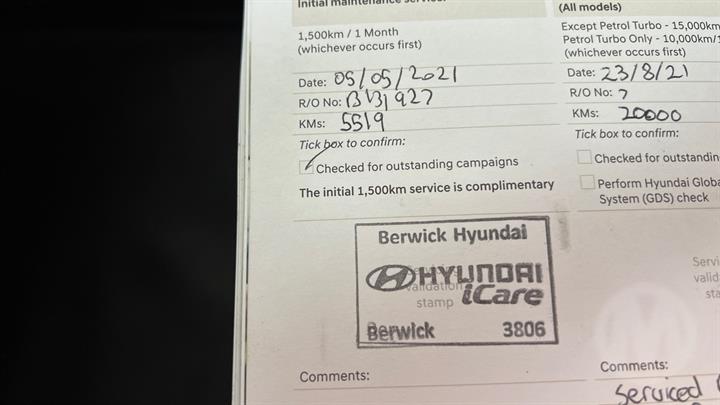 Initial maintenance service
1,500km / 1 Month
(whichever occurs first)
Date: 05/05/2021
R/O No:
KMs: 5519
Tick box to confirm:
Checked for outstanding campaigns
The initial 1,500km service is complimentary
Berwick Hyundai
HYUNDAI
validation
iCare
stamp
Berwick 3806
Comments:
(All models)
Except Petrol Turbo - 15,000km
Petrol Turbo Only - 10,000km/1
(whichever occurs first)
Date: 23/8/21
R/O No: ?
KMs: 20000
Tick box to confirm:
Checked for outstandin
Perform Hyundai Globa
System (GDS) check
Servi
valid
sta
Comments:
Serviced